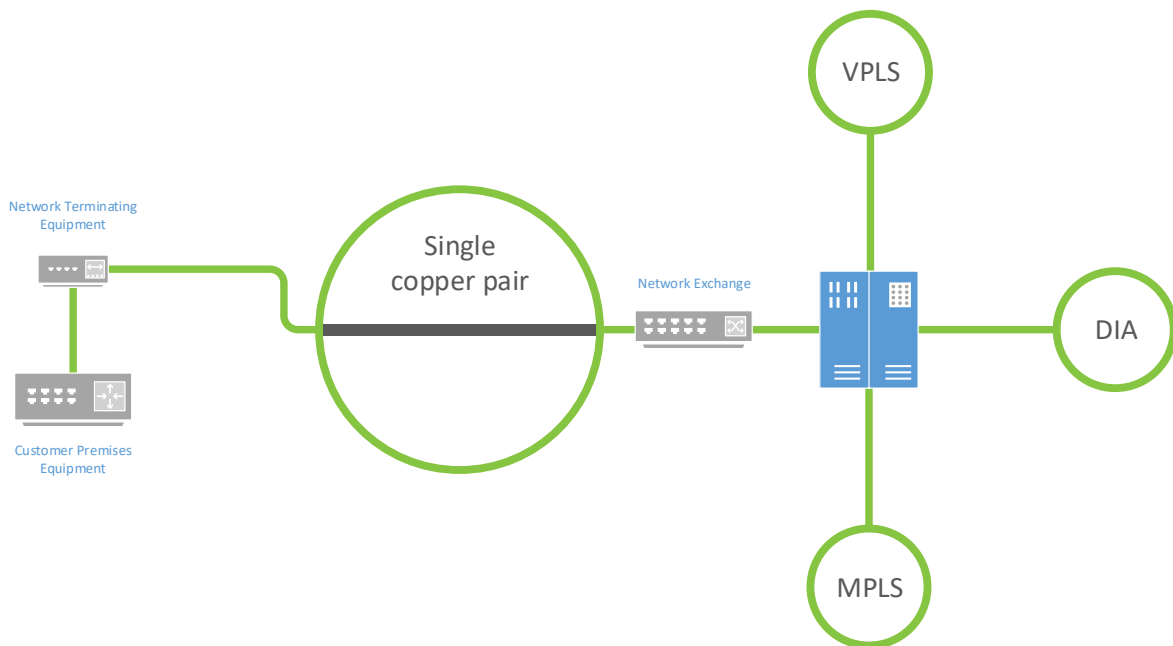 VPLS
Network Terminating
Equipment
Single
copper pair
Network Exchange
DIA
Customer Premises
Equipment
MPLS